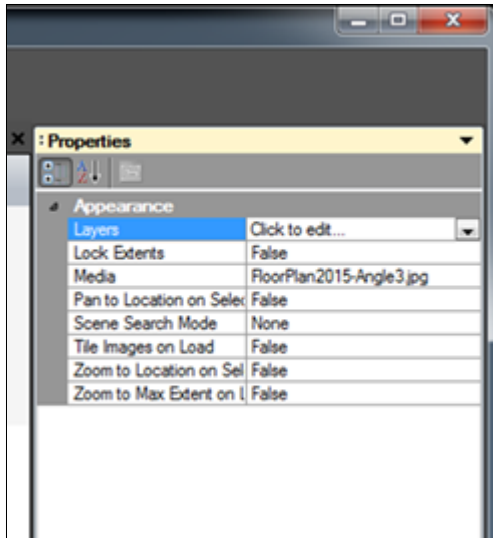 Properties
Appearance
Layers Click to edit...
Lock Extents False
Media FloorPlan2015-Angle3.jpg
Pan to Location on Selec False
Scene Search Mode None
Tile Images on Load False
Zoom to Location on Sel False
Zoom to Max Extent on L False